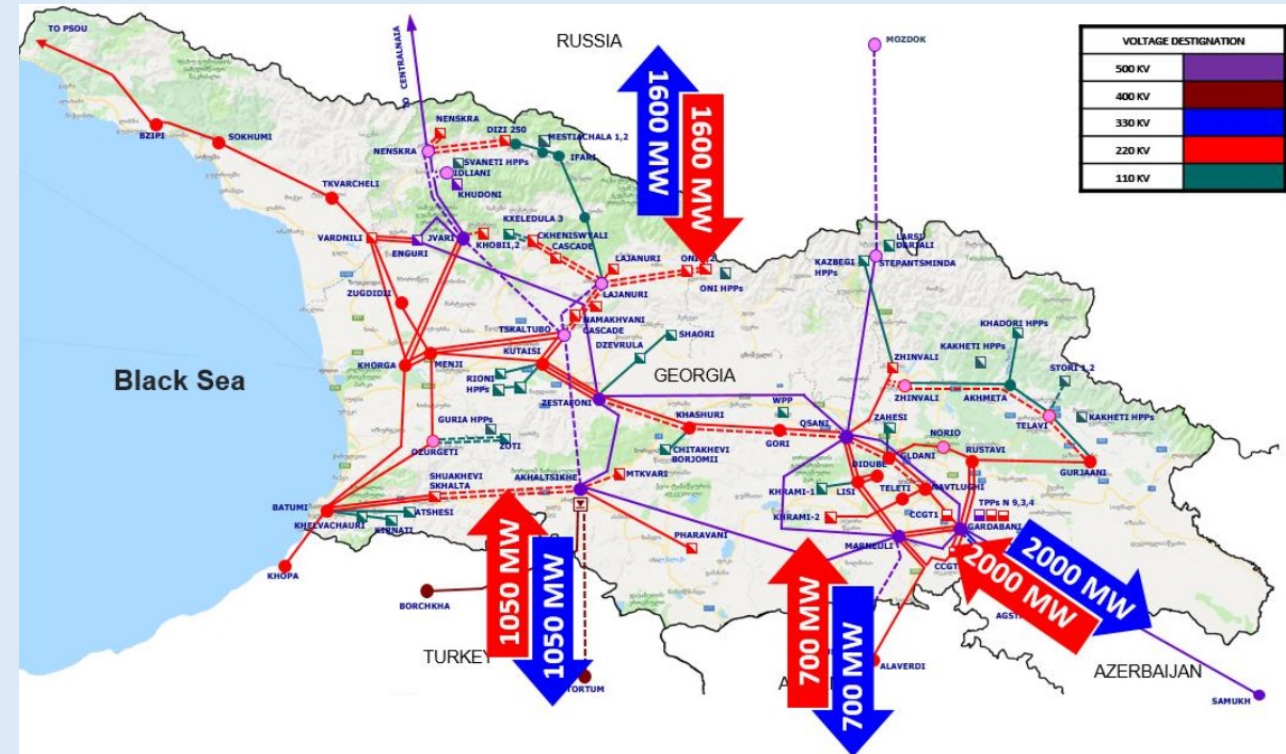 TO PSOU
TO CENTRALNAIA
RUSSIA
MOZDOK
VOLTAGE DESTIGNATION
500 KV
400 KV
330 KV
220 KV
110 KV
1600 MW
1600 MW
BZIPI
SOKHUMI
NENSKRA
NENSKRA
DIZI 250
MESTIACHALA 1,2
IFARI
SVANETI HPPs
IDLIANI
KHUDONI
TKVARCHELI
KXELEDULA 3
VARDNILI
ENGURI
JVARI
KHOBI1,2
CKHENISWTALI
CASCADE
LAJANURI
LAJANURI
ONI HPPs
LARSI
DARIALI
KAZBEGI
HPPs
STEPANTSMINDA
ZUGDIDJI
NAMAKHVANI
CASCADE
TSKALTUBO
KUTAISI
DZEVRULA
SHAORI
KHADORI HPPs
KAKHETI HPPs
STORI 1,2
ZHINVALI
ZHINVALI
AKHMETA
KAKHETI HPPs
TELAVI
KHORGA
MENJI
RIONI
HPPs
GEORGIA
Black Sea
ZESTAFONI
KHASHURI
WPP
GORI
QSANI
ZAHESI
NORIO
GLDANI
RUSTAVI
GURJAANI
GURIA HPPs
ZOTI
OZURGETI
CHITAKHEVI
BORJOMII
DIDUBE
LISI
TELETI
NAVTLUGHI
KHRAMI-1
KHRAMI-2
SHUAKHEVI
SKHALTA
AKHALTSIKHE
MTKVARI
TPPs N 9,3,4
CCGT1
GARDABANI
BATUMI
ATSHESI
KHELVACHAURI
KIRNATI
PHARAVANI
MARNEULI
KHOPA
BORCHKHA
1050 MW
1050 MW
700 MW
700 MW
2000 MW
2000 MW
TURKEY
TORTUM
ALAVERDI
AZERBAIJAN
SAMUKH